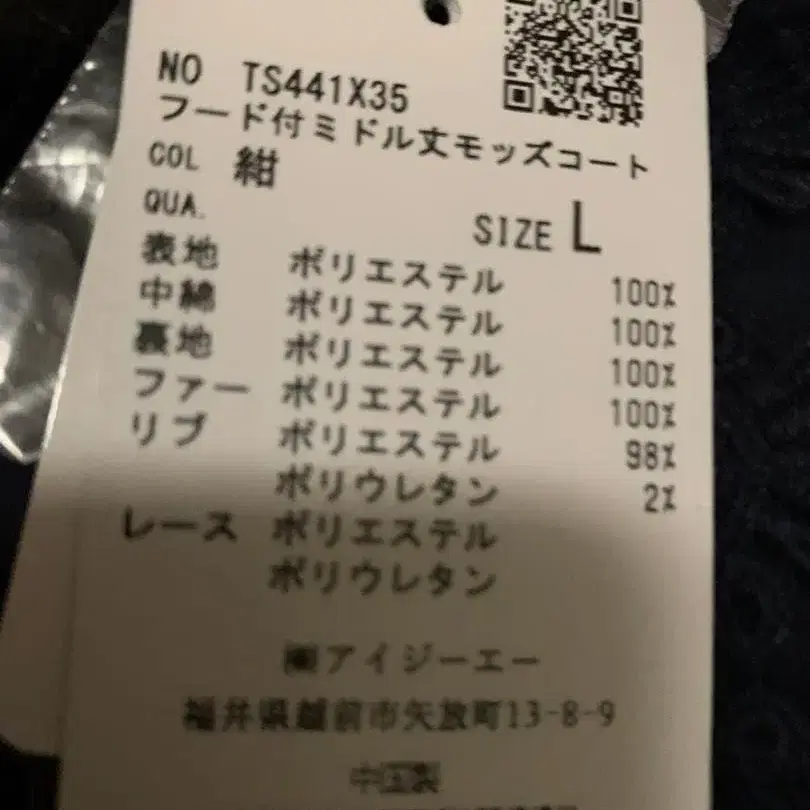 NO TS441X35
フード付ミドル丈モッズコート
COL 紺
QUA. SIZE L
表地 ポリエステル 100%
中綿 ポリエステル 100%
裏地 ポリエステル 100%
ファー ポリエステル 100%
リブ ポリエステル 98%
ポリウレタン 2%
レース ポリエステル
ポリウレタン
アイジーエー
福井県越前市矢放町13-8-9
中国製